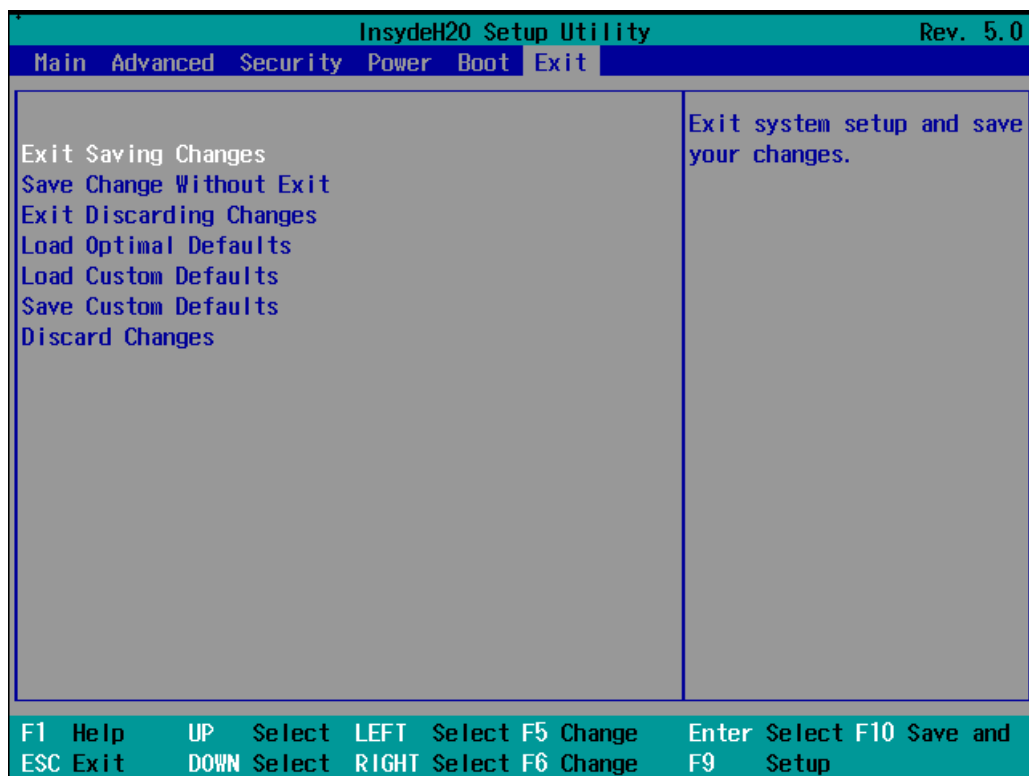 InsydeH20 Setup Utility Rev. 5.0
Main Advanced Security Power Boot Exit
Exit Saving Changes
Save Change Without Exit
Exit Discarding Changes
Load Optimal Defaults
Load Custom Defaults
Save Custom Defaults
Discard Changes
Exit system setup and save
your changes.
F1 Help UP Select LEFT Select F5 Change Enter Select F10 Save and
ESC Exit DOWN Select RIGHT Select F6 Change F9 Setup